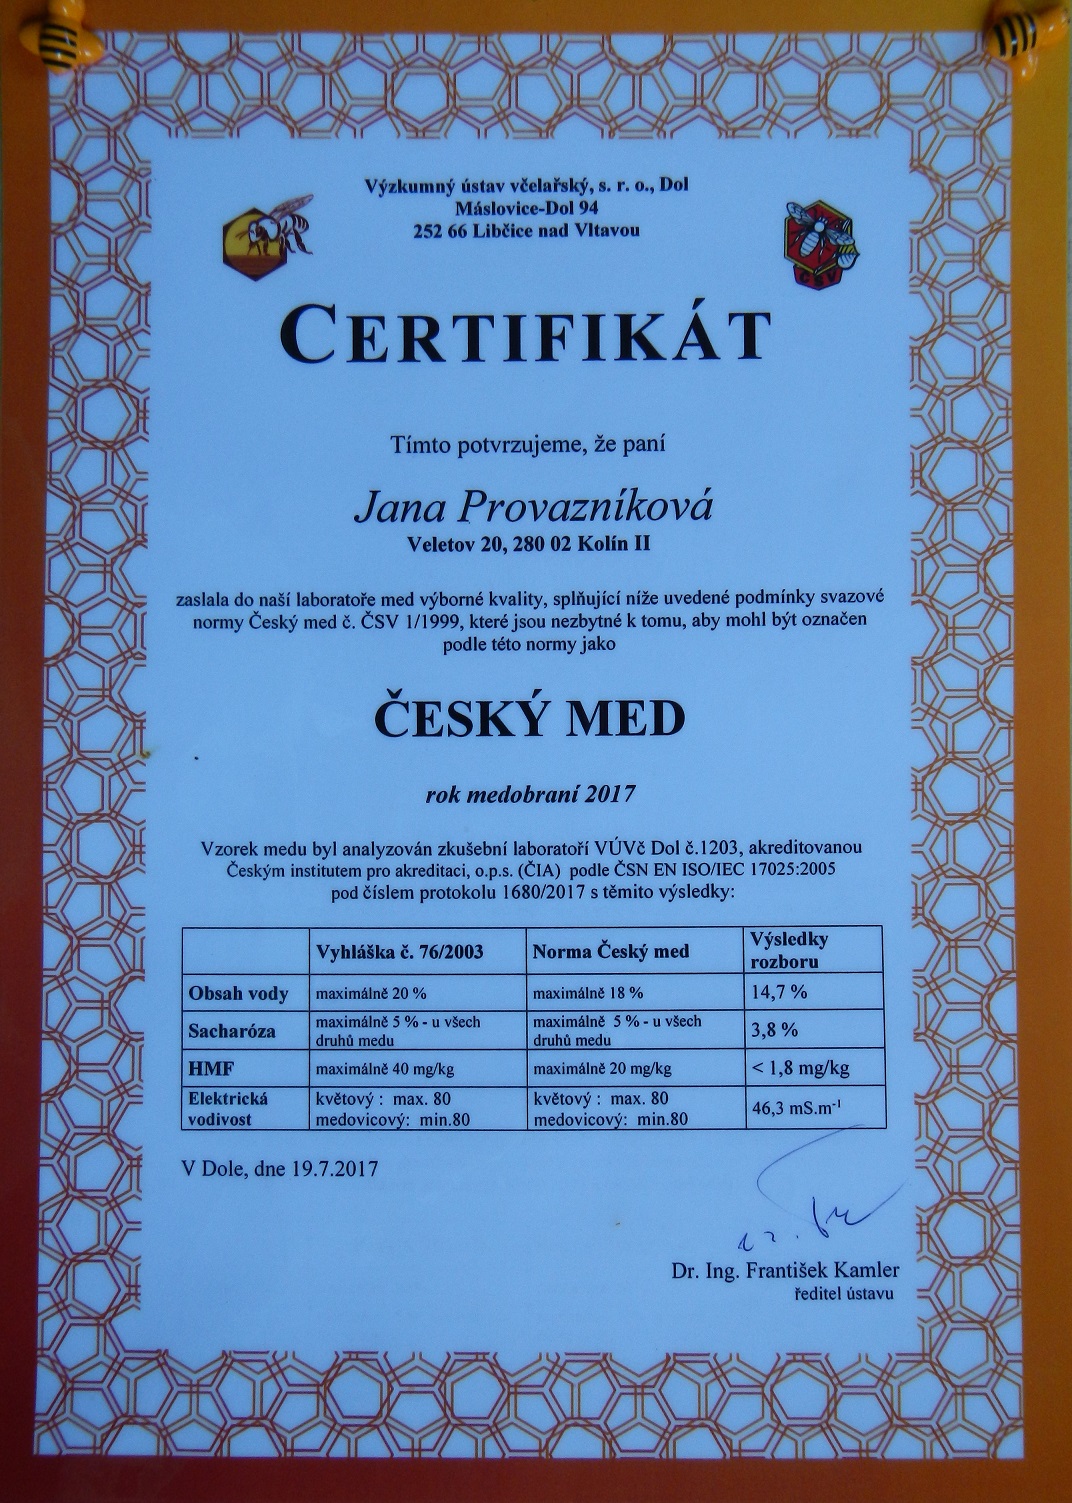 Výzkumný ústav včelařský, s. r. o., Dol
Máslovice-Dol 94
252 66 Libčice nad Vltavou
ČSV
CERTIFIKÁT
Tímto potvrzujeme, že paní
Jana Provazníková
Veletov 20, 280 02 Kolín II
zaslala do naší laboratoře med výborné kvality, splňující níže uvedené podmínky svazové
normy Český med č. ČSV 1/1999, které jsou nezbytné k tomu, aby mohl být označen
podle této normy jako
ČESKÝ MED
rok medobraní 2017
Vzorek medu byl analyzován zkušební laboratoří VÚVč Dol č.1203, akreditovanou
Českým institutem pro akreditaci, o.p.s. (ČIA) podle ČSN EN ISO/IEC 17025:2005
pod číslem protokolu 1680/2017 s těmito výsledky:
Vyhláška č. 76/2003 Norma Český med Výsledky rozboru
Obsah vody maximálně 20 % maximálně 18 % 14,7 %
Sacharóza maximálně 5 % - u všech druhů medu maximálně 5 % - u všech druhů medu 3,8 %
HMF maximálně 40 mg/kg maximálně 20 mg/kg < 1,8 mg/kg
Elektrická vodivost květový : max. 80 medovicový: min.80 květový : max. 80 medovicový: min.80 46,3 mS.m⁻¹
V Dole, dne 19.7.2017
Dr. Ing. František Kamler
ředitel ústavu